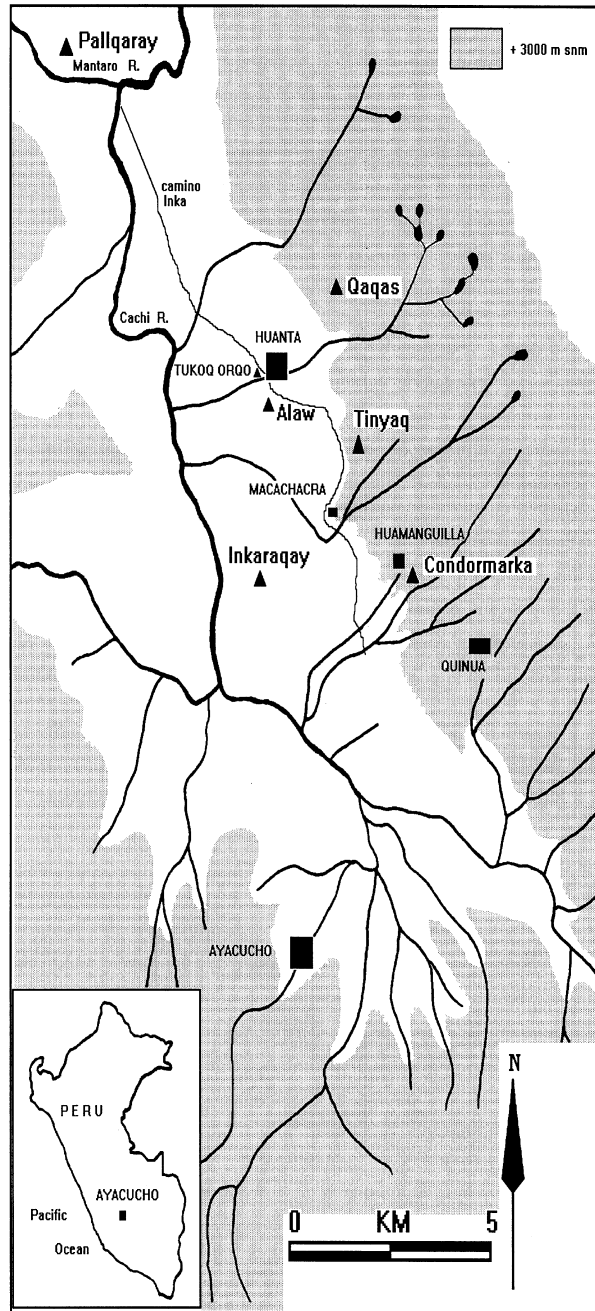 Pallqaray
Mantaro R.
+ 3000 m snm
camino
Inka
Qaqas
Cachi R.
HUANTA
TUKOQ ORQO
Alaw
Tinyaq
MACACHACRA
HUAMANGUILLA
Inkaraqay
Condormarka
QUINUA
AYACUCHO
N
PERU
AYACUCHO
Pacific
Ocean
0 KM 5